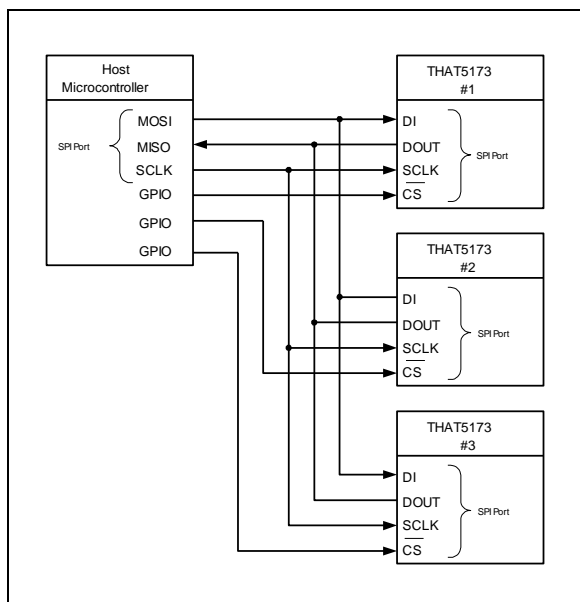 Host
Microcontroller
SPI Port
MOSI
MISO
SCLK
GPIO
GPIO
GPIO
THAT5173
#1
DI
DOUT
SCLK
CS
SPI Port
THAT5173
#2
DI
DOUT
SCLK
CS
SPI Port
THAT5173
#3
DI
DOUT
SCLK
CS
SPI Port